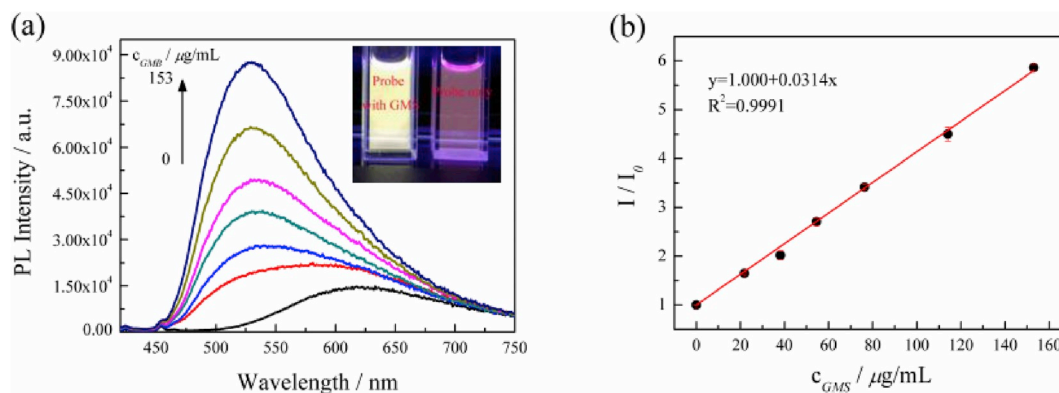 (a)
9.00x10⁴
7.50x10⁴
6.00x10⁴
4.50x10⁴
3.00x10⁴
1.50x10⁴
0.00
PL Intensity / a.u.
c_GMB / μg/mL
153
0
Probe
with GMS
Probe only
450 500 550 600 650 700 750
Wavelength / nm
(b)
6
5
4
3
2
1
I / I₀
y=1.000+0.0314x
R²=0.9991
0 20 40 60 80 100 120 140 160
c_GMS / μg/mL